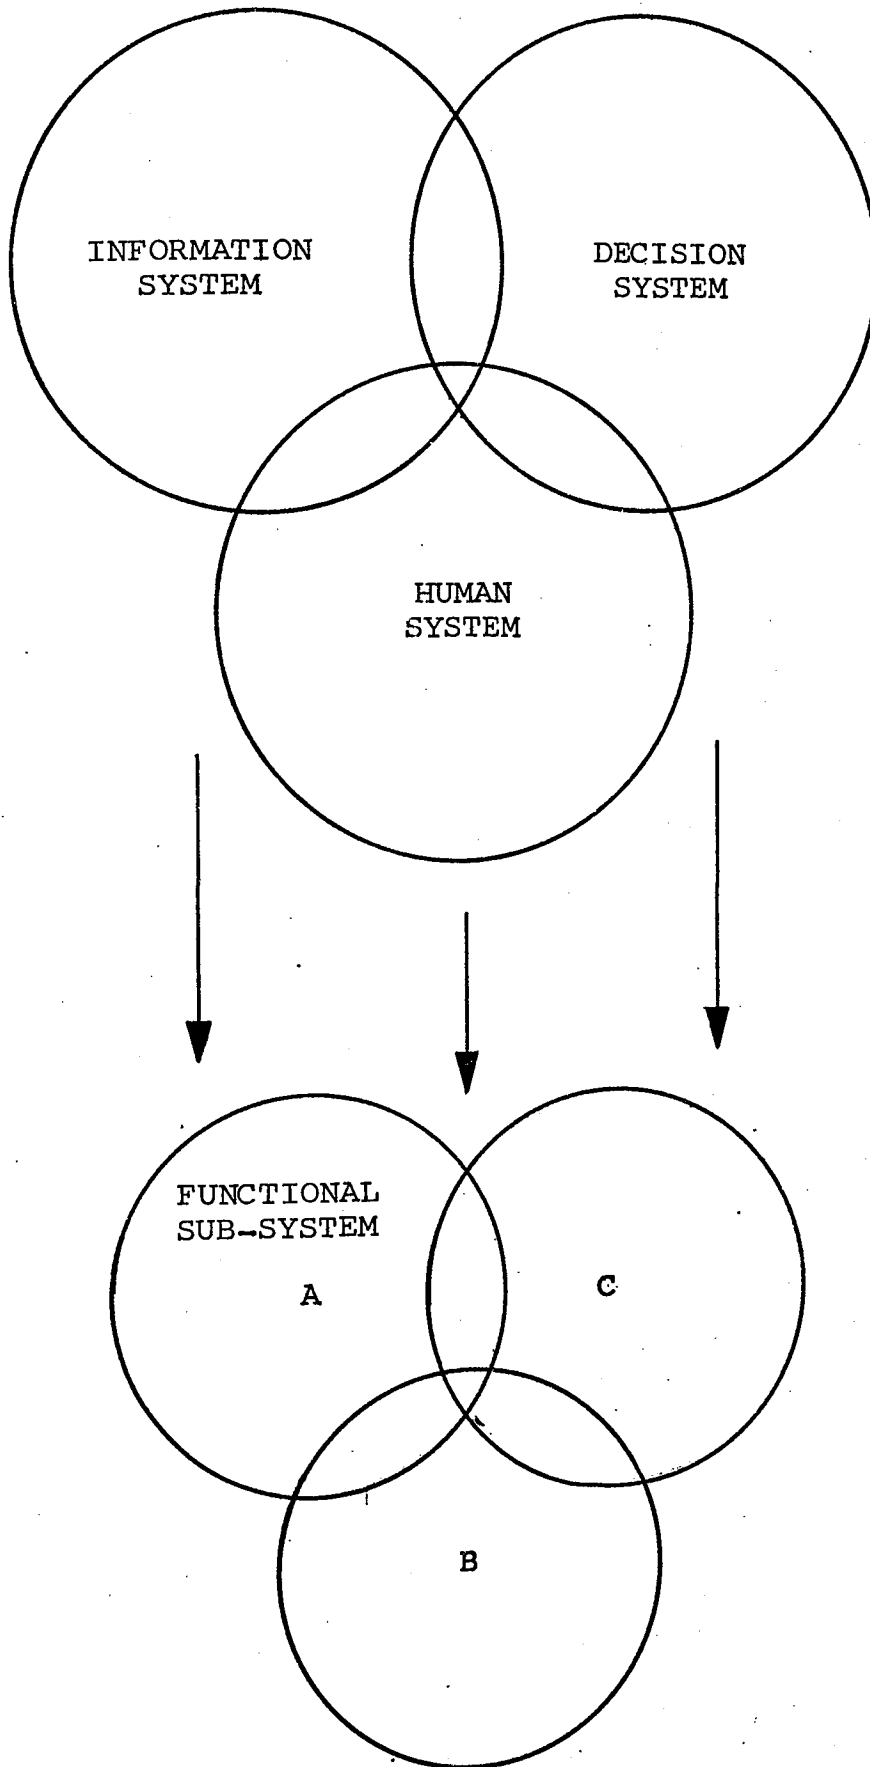 INFORMATION
SYSTEM
DECISION
SYSTEM
HUMAN
SYSTEM
FUNCTIONAL
SUB-SYSTEM
A
C
B